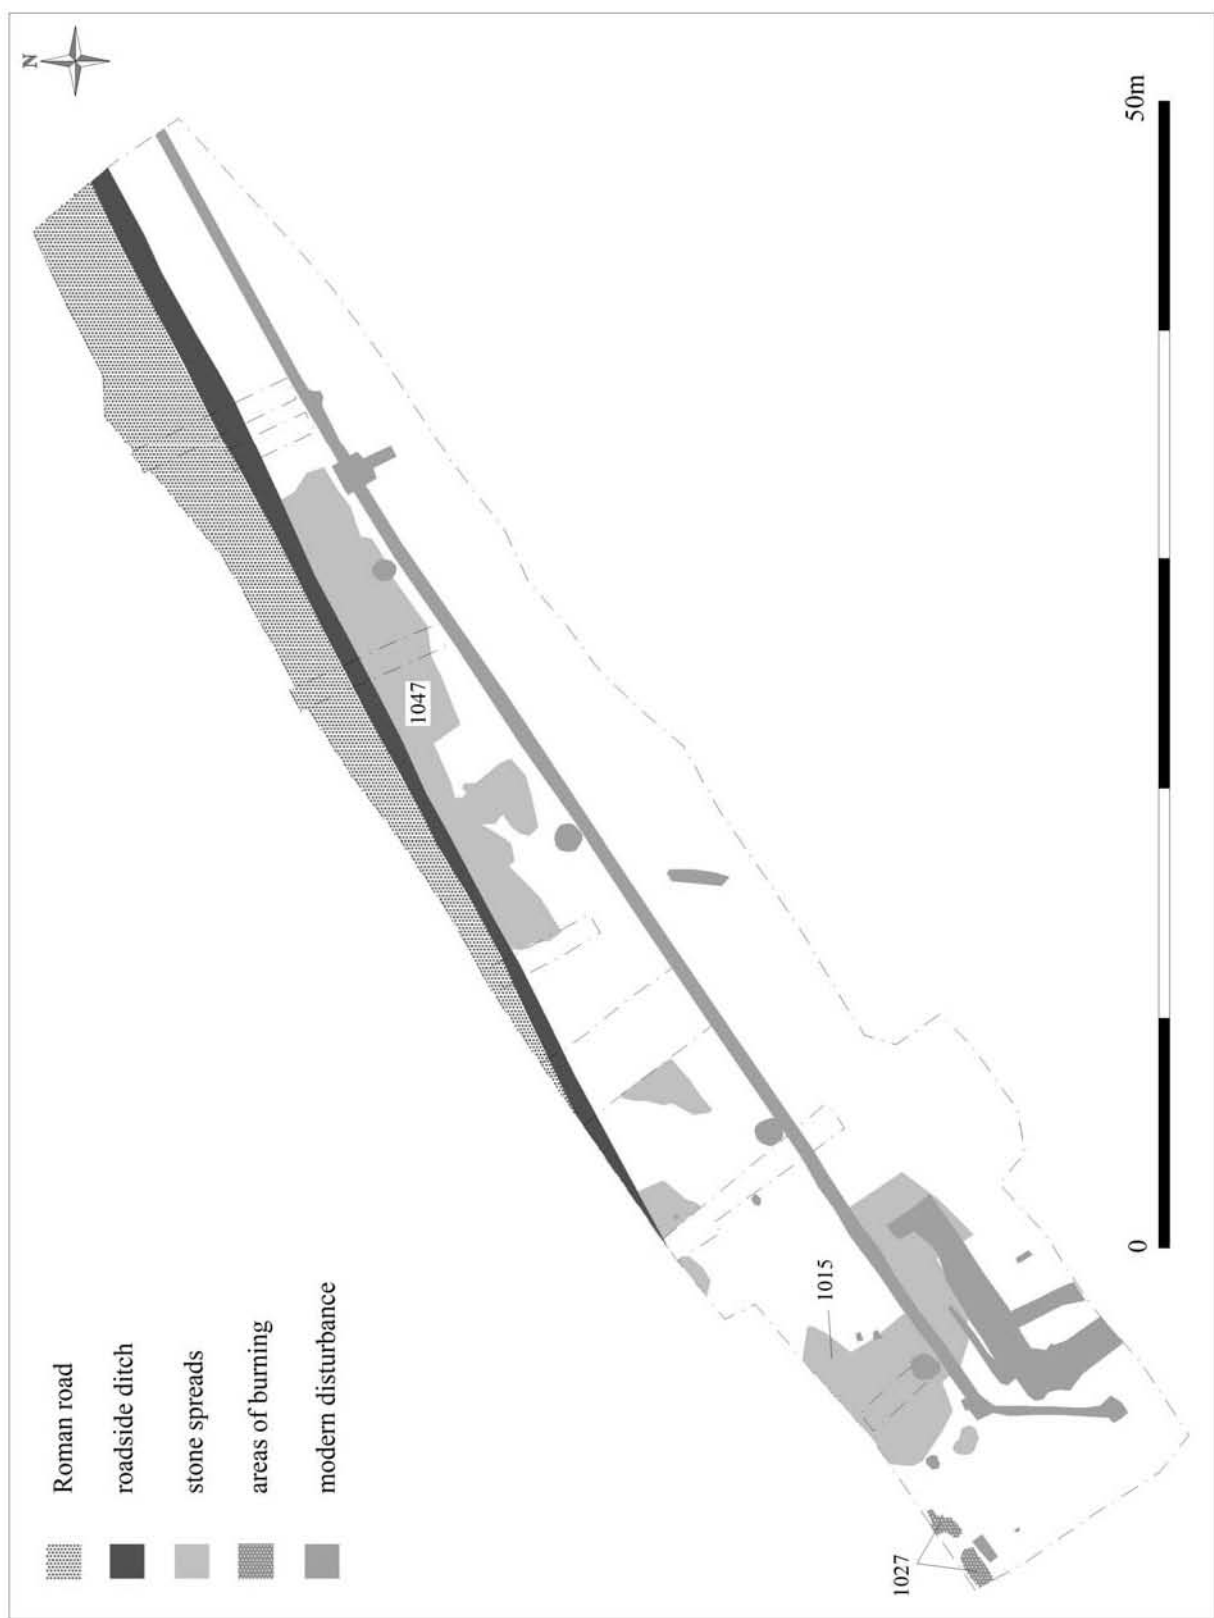 N
Roman road
roadside ditch
stone spreads
areas of burning
modern disturbance
1047
1015
1027
0
50m